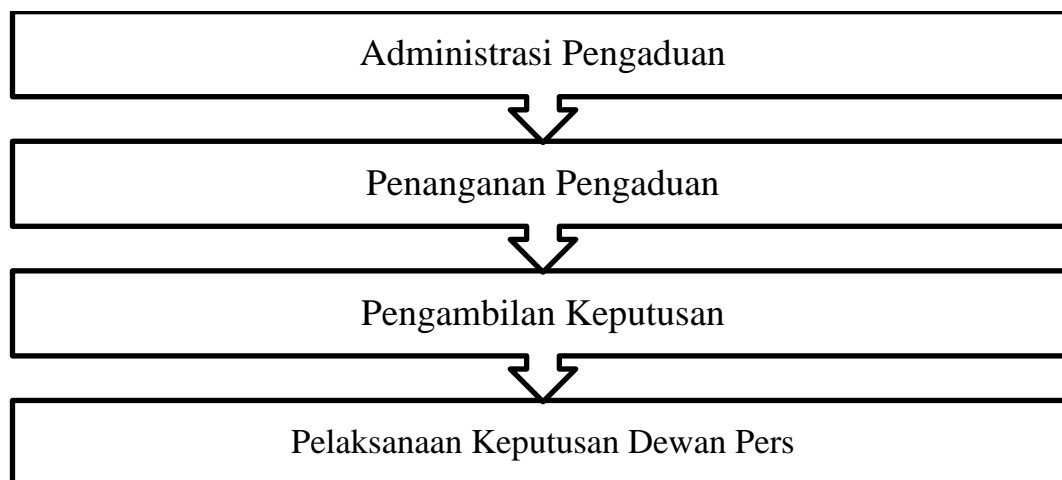 Administrasi Pengaduan
Penanganan Pengaduan
Pengambilan Keputusan
Pelaksanaan Keputusan Dewan Pers